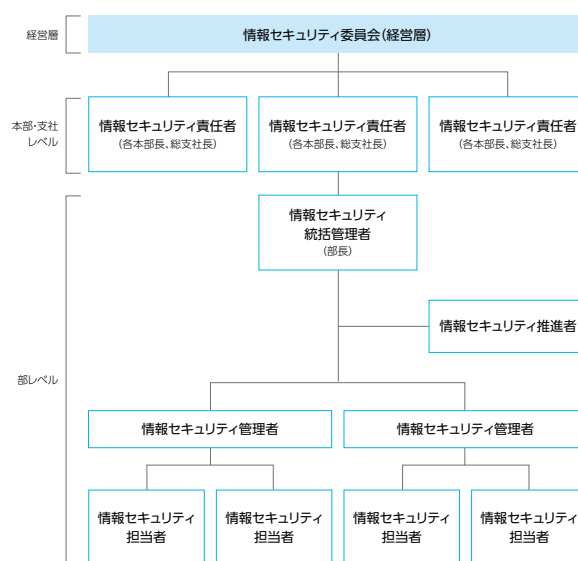 経営層
情報セキュリティ委員会(経営層)
本部・支社
レベル
情報セキュリティ責任者
(各本部長、総支社長)
情報セキュリティ責任者
(各本部長、総支社長)
情報セキュリティ責任者
(各本部長、総支社長)
部レベル
情報セキュリティ
統括管理者
(部長)
情報セキュリティ推進者
情報セキュリティ管理者
情報セキュリティ管理者
情報セキュリティ
担当者
情報セキュリティ
担当者
情報セキュリティ
担当者
情報セキュリティ
担当者